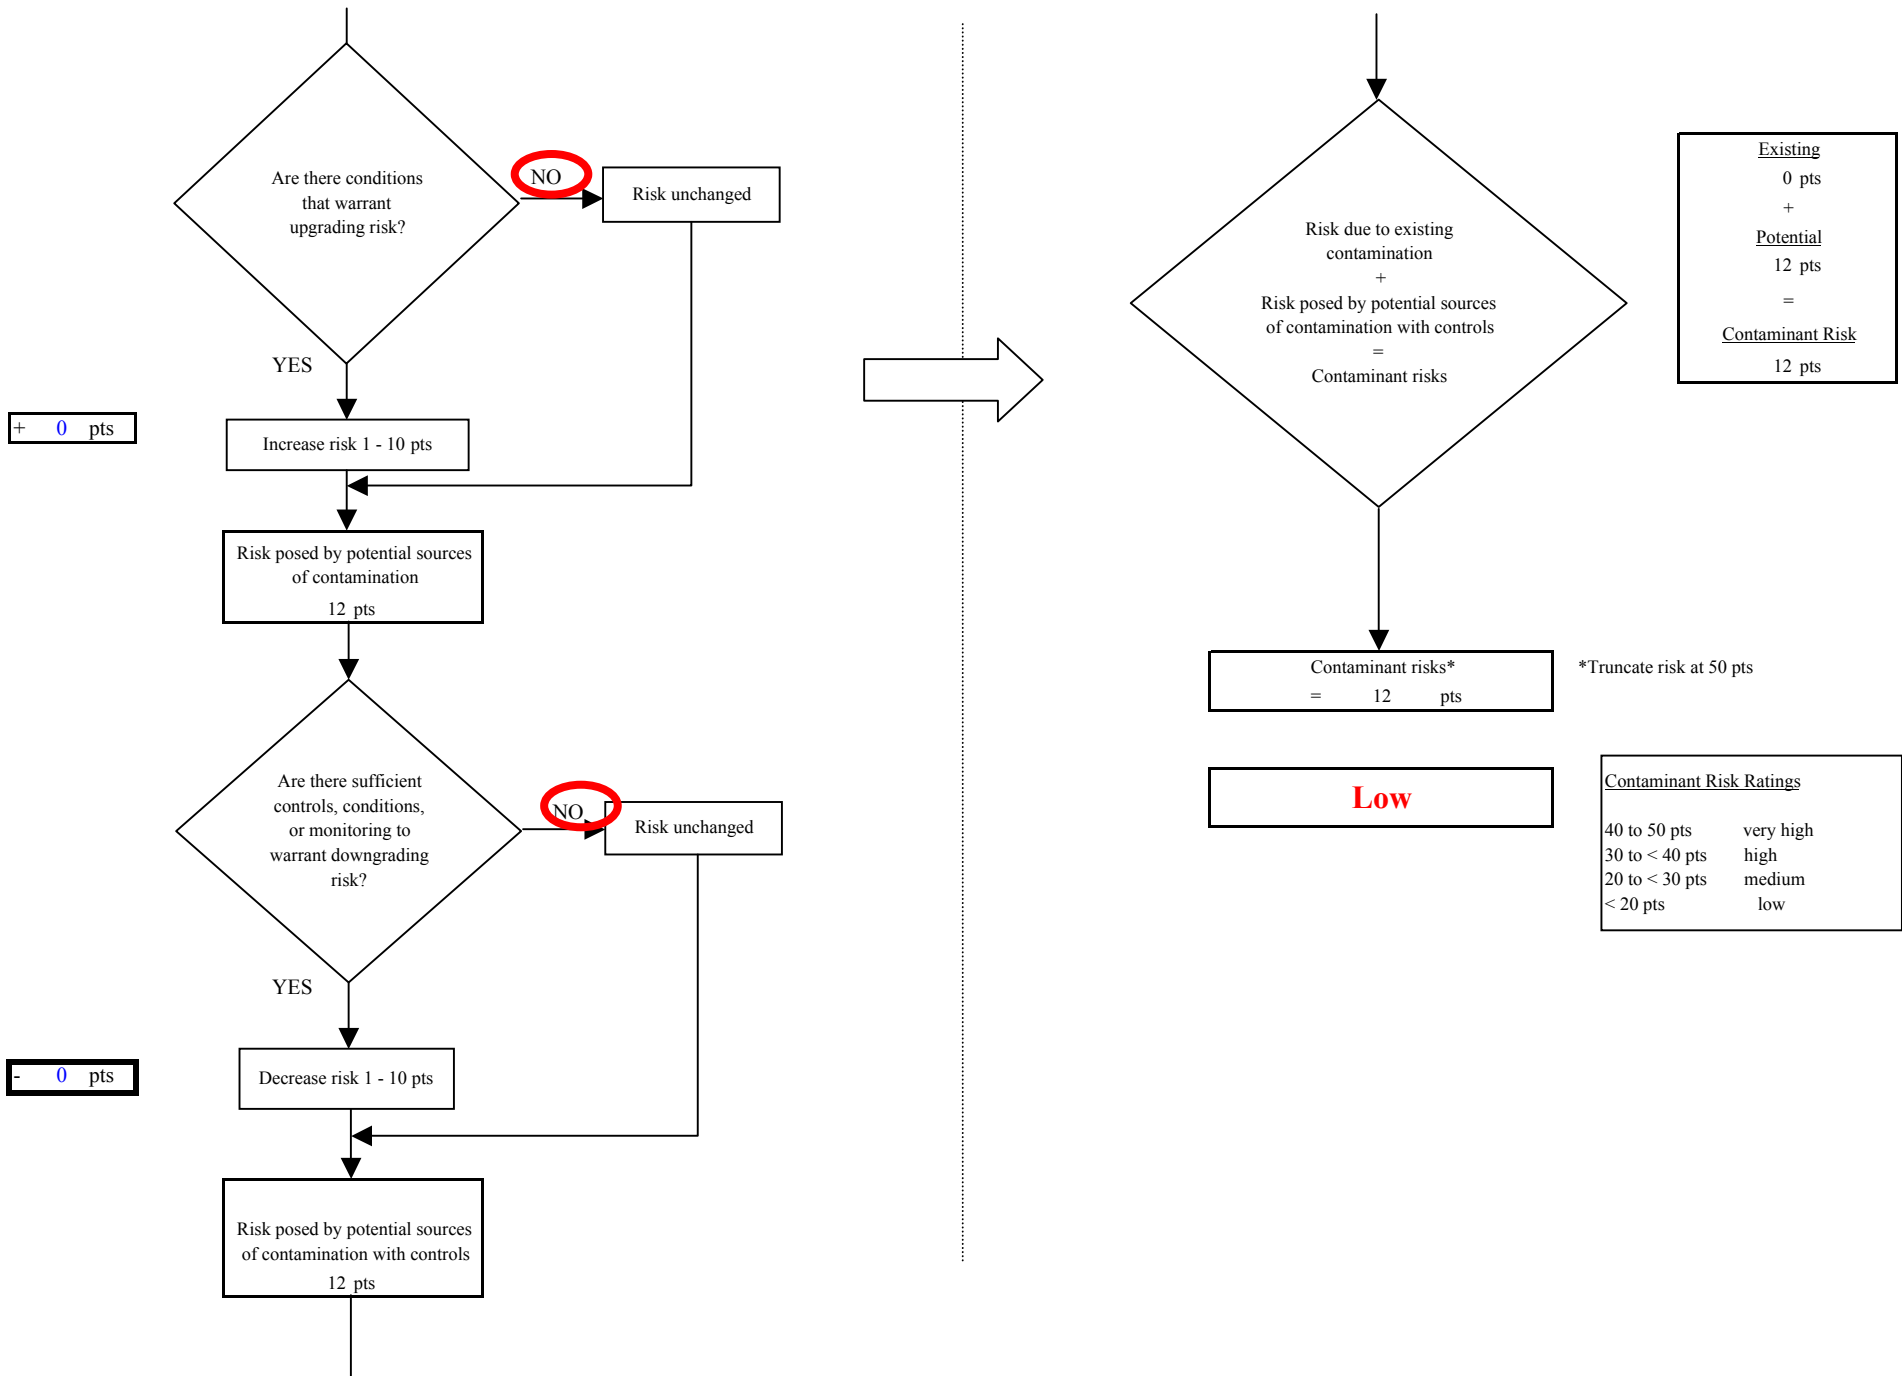 Are there conditions
that warrant
upgrading risk?
NO
Risk unchanged
YES
+ 0 pts
Increase risk 1 - 10 pts
Risk posed by potential sources
of contamination
12 pts
Are there sufficient
controls, conditions,
or monitoring to
warrant downgrading
risk?
NO
Risk unchanged
YES
- 0 pts
Decrease risk 1 - 10 pts
Risk posed by potential sources
of contamination with controls
12 pts
Risk due to existing
contamination
+
Risk posed by potential sources
of contamination with controls
=
Contaminant risks
Existing
0 pts
+
Potential
12 pts
=
Contaminant Risk
12 pts
Contaminant risks*
= 12 pts
*Truncate risk at 50 pts
Low
Contaminant Risk Ratings
40 to 50 pts very high
30 to < 40 pts high
20 to < 30 pts medium
< 20 pts low